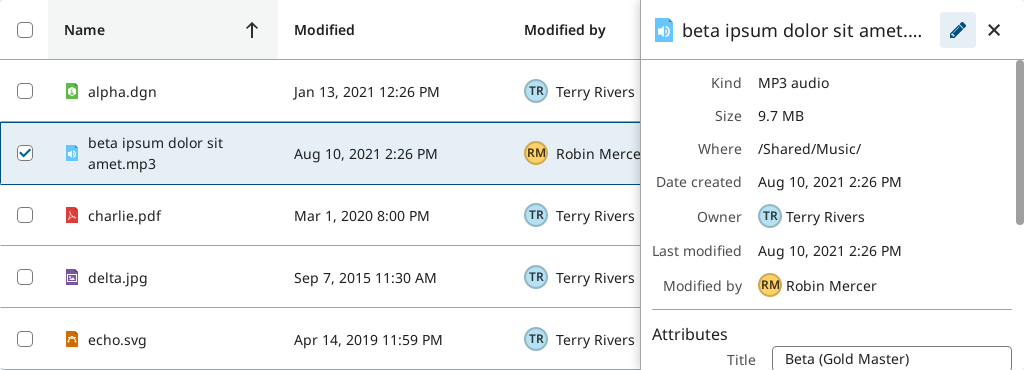 Name Modified Modified by
alpha.dgn Jan 13, 2021 12:26 PM TR Terry Rivers
beta ipsum dolor sit
amet.mp3 Aug 10, 2021 2:26 PM RM Robin Merce
charlie.pdf Mar 1, 2020 8:00 PM TR Terry Rivers
delta.jpg Sep 7, 2015 11:30 AM TR Terry Rivers
echo.svg Apr 14, 2019 11:59 PM TR Terry Rivers
beta ipsum dolor sit amet....
Kind MP3 audio
Size 9.7 MB
Where /Shared/Music/
Date created Aug 10, 2021 2:26 PM
Owner TR Terry Rivers
Last modified Aug 10, 2021 2:26 PM
Modified by RM Robin Mercer
Attributes
Title Beta (Gold Master)